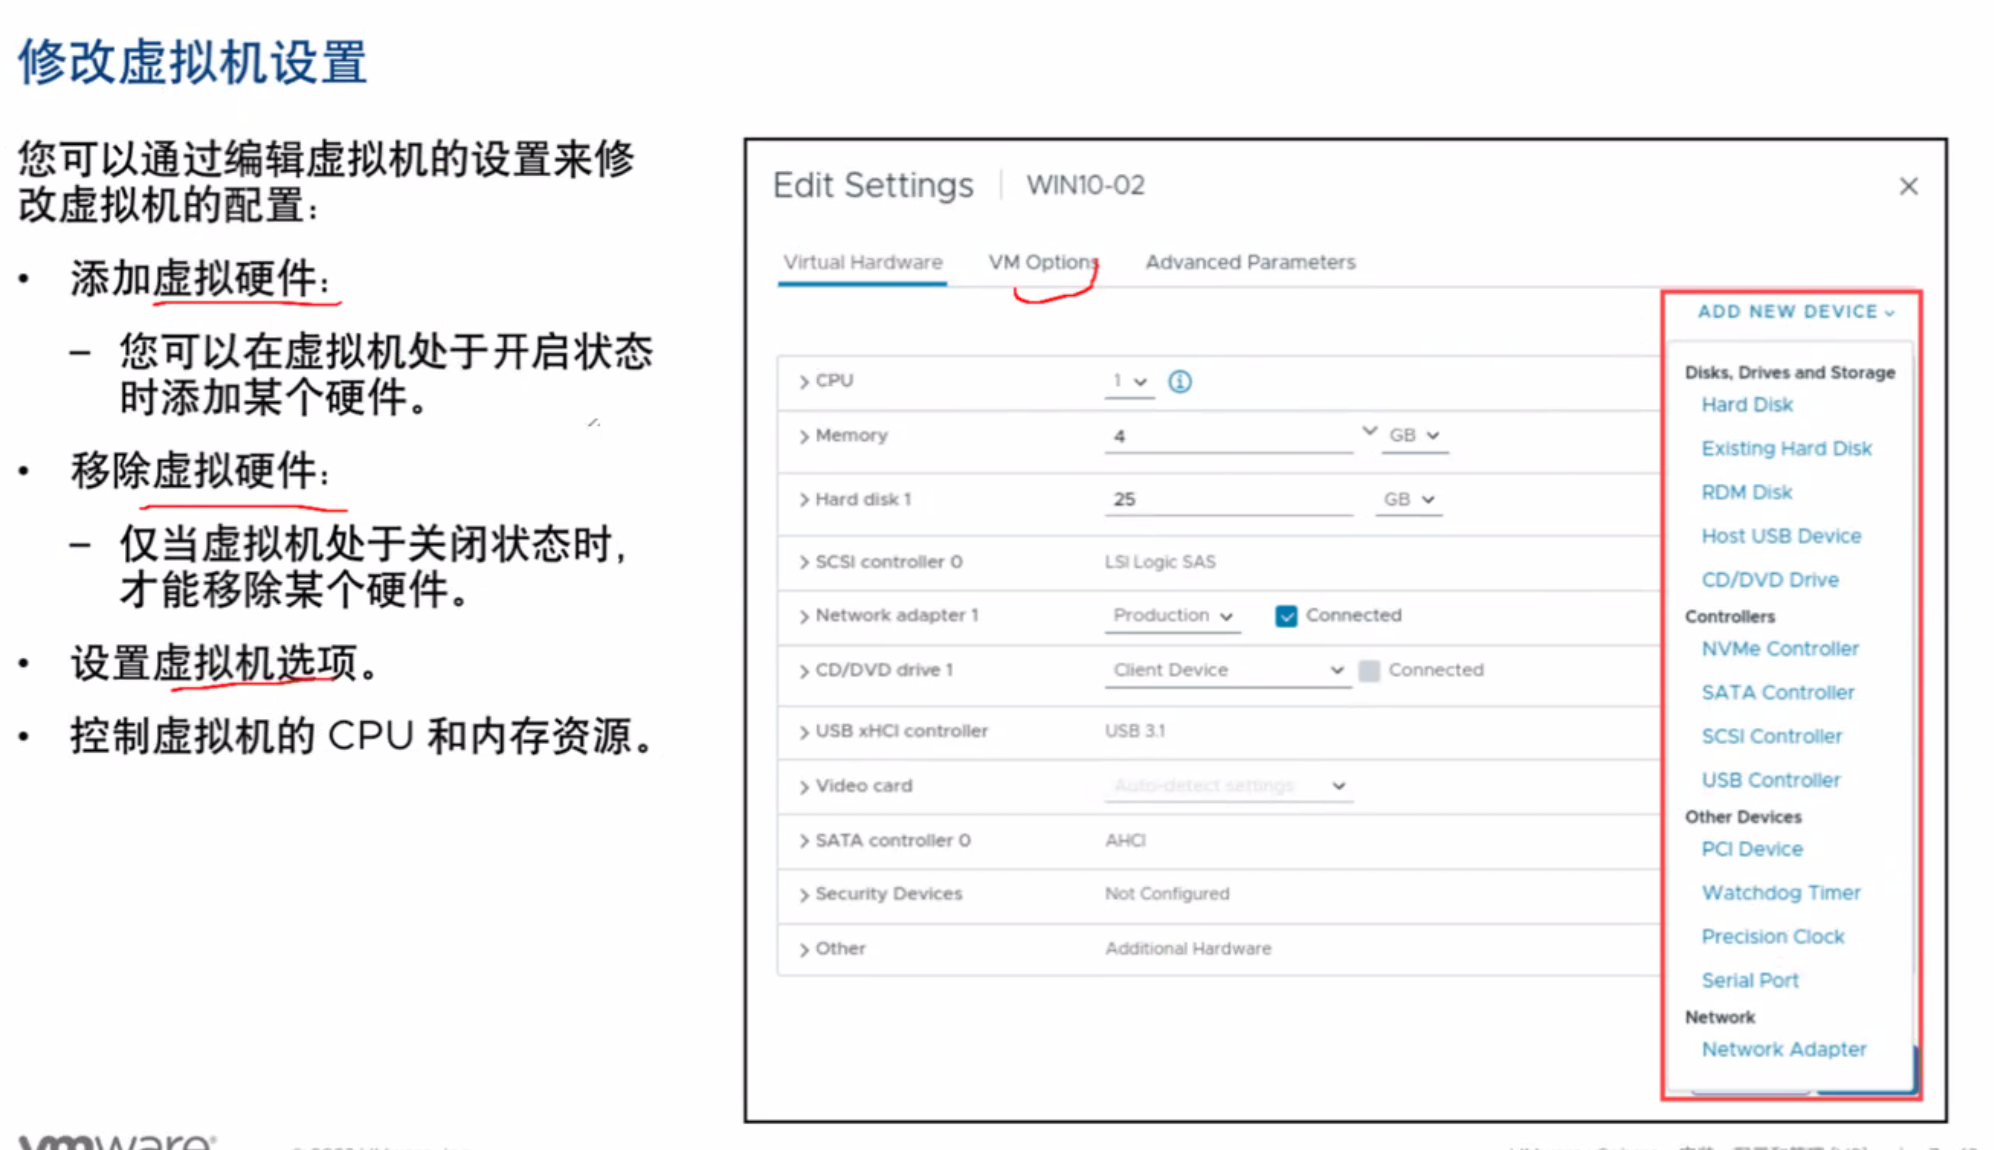 修改虚拟机设置
您可以通过编辑虚拟机的设置来修
改虚拟机的配置：
• 添加虚拟硬件：
– 您可以在虚拟机处于开启状态
时添加某个硬件。
• 移除虚拟硬件：
– 仅当虚拟机处于关闭状态时，
才能移除某个硬件。
• 设置虚拟机选项。
• 控制虚拟机的 CPU 和内存资源。
Edit Settings | WIN10-02
Virtual Hardware VM Options Advanced Parameters
ADD NEW DEVICE
CPU 1
Memory 4 GB
Hard disk 1 25 GB
SCSI controller 0 LSI Logic SAS
Network adapter 1 Production Connected
CD/DVD drive 1 Client Device Connected
USB xHCI controller USB 3.1
Video card Auto-detect settings
SATA controller 0 AHCI
Security Devices Not Configured
Other Additional Hardware
Disks, Drives and Storage
Hard Disk
Existing Hard Disk
RDM Disk
Host USB Device
CD/DVD Drive
Controllers
NVMe Controller
SATA Controller
SCSI Controller
USB Controller
Other Devices
PCI Device
Watchdog Timer
Precision Clock
Serial Port
Network
Network Adapter
vmware®